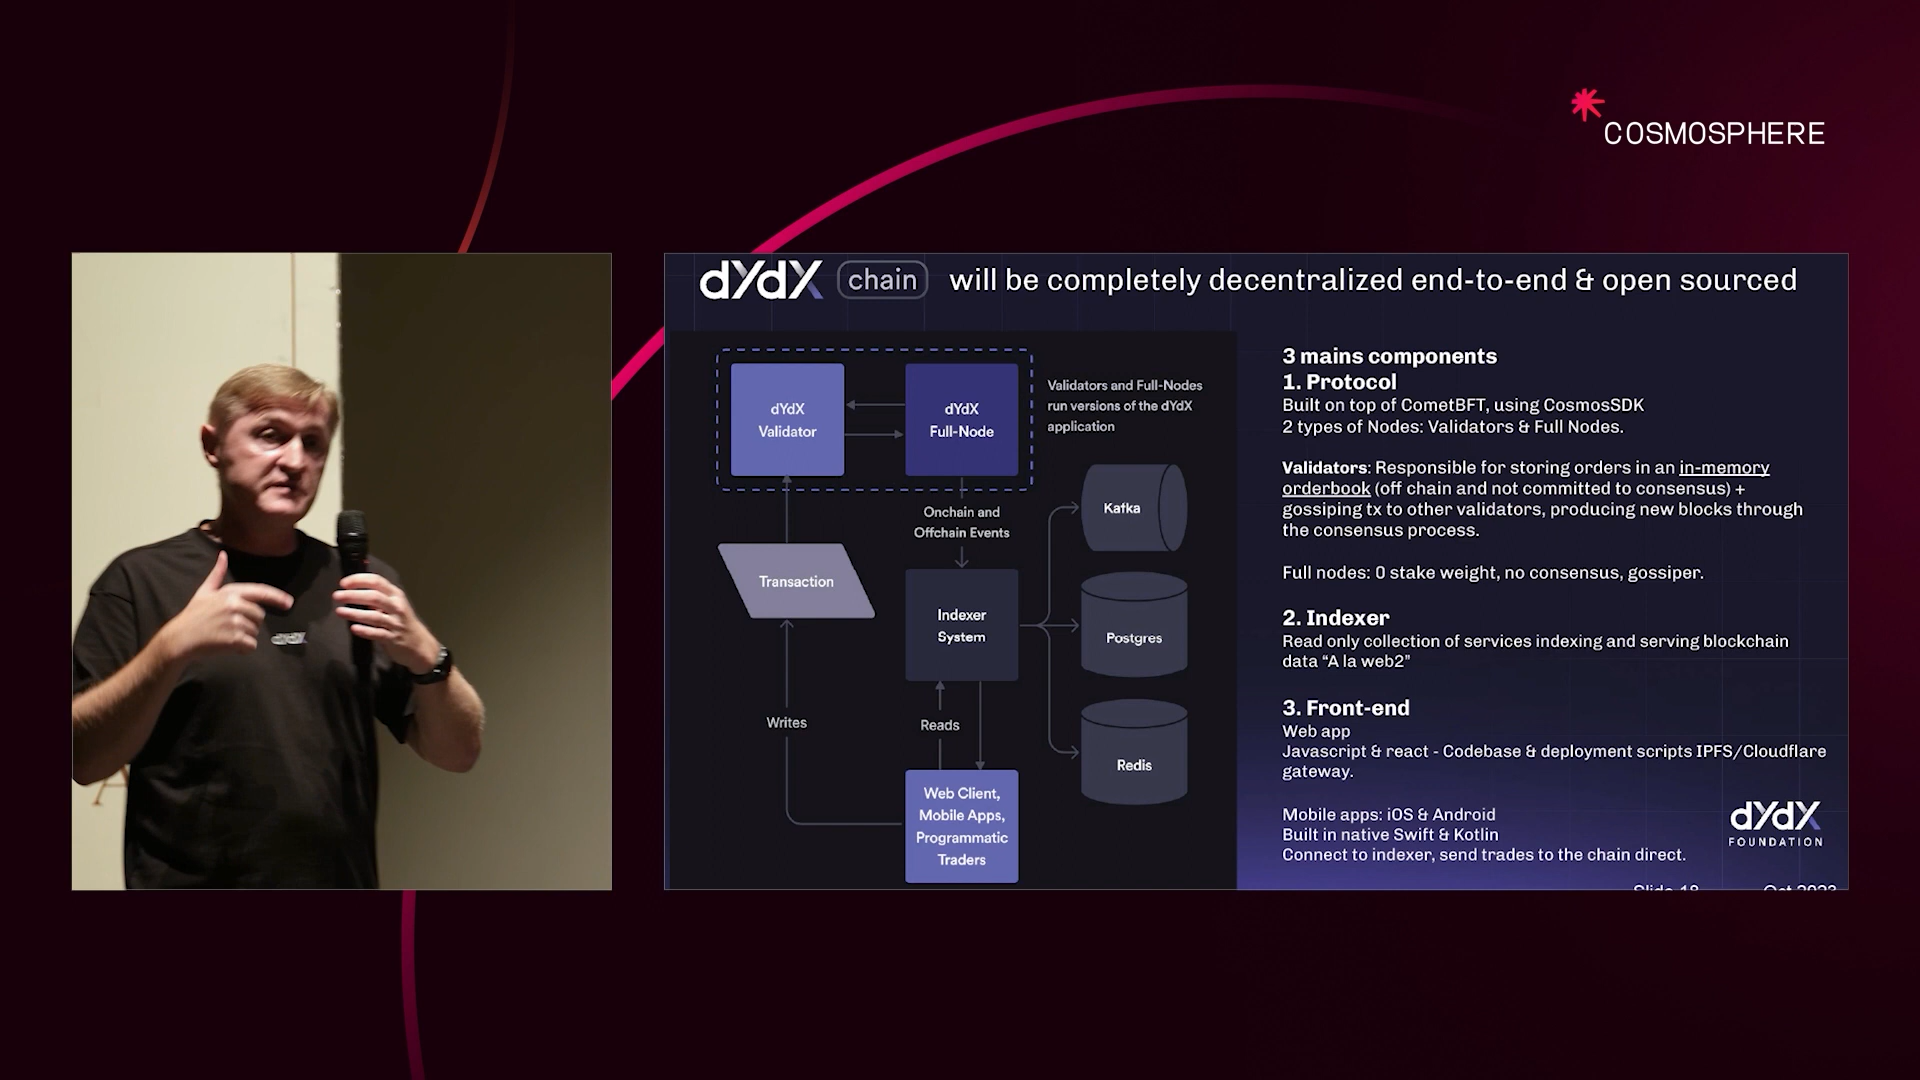 COSMOSPHERE
dYdX chain will be completely decentralized end-to-end & open sourced
dYdX
Validator
dYdX
Full-Node
Validators and Full-Nodes
run versions of the dYdX
application
Onchain and
Offchain Events
Transaction
Indexer
System
Kafka
Postgres
Redis
Writes
Reads
Web Client,
Mobile Apps,
Programmatic
Traders
3 mains components
1. Protocol
Built on top of CometBFT, using CosmosSDK
2 types of Nodes: Validators & Full Nodes.
Validators: Responsible for storing orders in an in-memory
orderbook (off chain and not committed to consensus) +
gossiping tx to other validators, producing new blocks through
the consensus process.
Full nodes: 0 stake weight, no consensus, gossiper.
2. Indexer
Read only collection of services indexing and serving blockchain
data “A la web2"
3. Front-end
Web app
Javascript & react - Codebase & deployment scripts IPFS/Cloudflare
gateway.
Mobile apps: iOS & Android
Built in native Swift & Kotlin
Connect to indexer, send trades to the chain direct.
dYdX
FOUNDATION
Slide 18 Oct 2023
dYdX